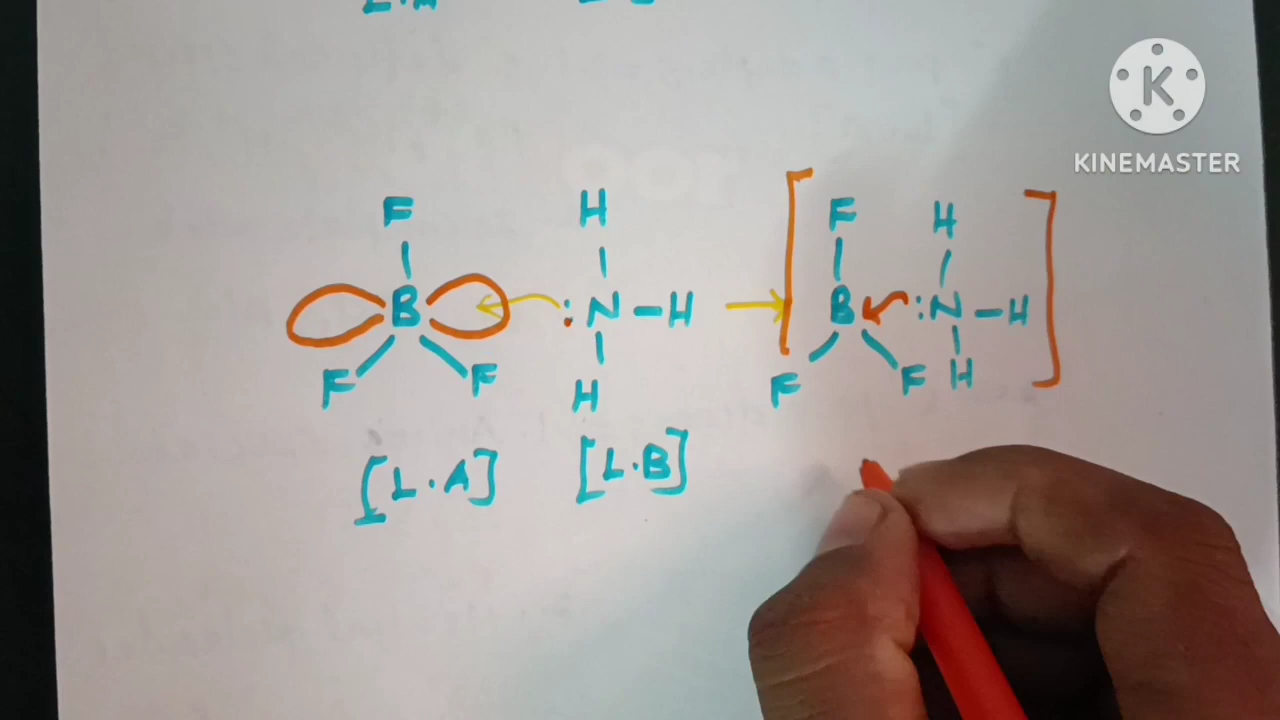 KINEMASTER
F H F H
B :N-H B :N-H
F F H F F H
[L.A] [L.B]